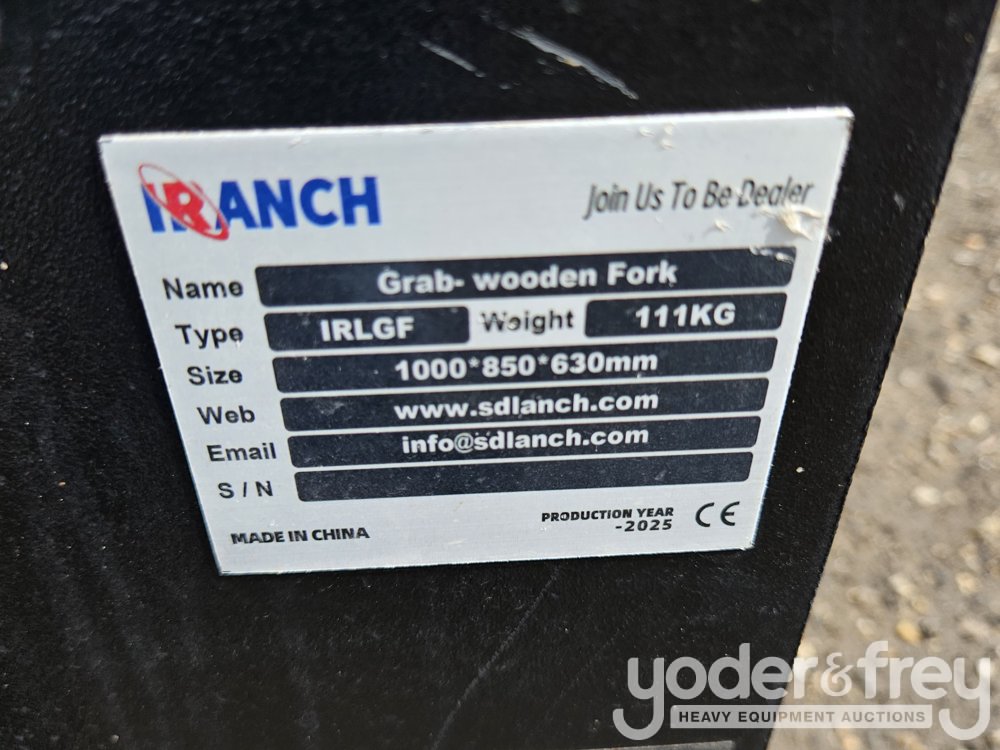 IRANCH
Join Us To Be Dealer
Name Grab- wooden Fork
Type IRLGF Weight 111KG
Size 1000*850*630mm
Web www.sdlanch.com
Email info@sdlanch.com
S / N
MADE IN CHINA
PRODUCTION YEAR
-2025
CE
yoder&frey
HEAVY EQUIPMENT AUCTIONS